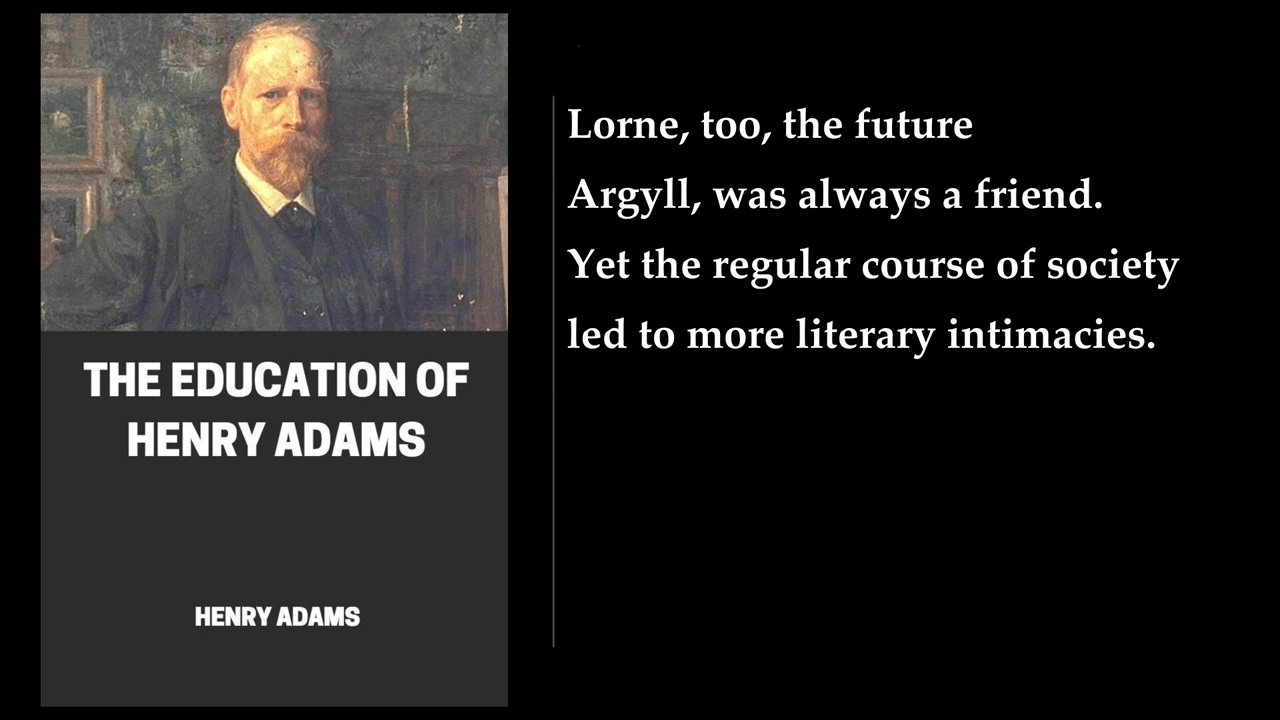 THE EDUCATION OF
HENRY ADAMS
HENRY ADAMS
Lorne, too, the future
Argyll, was always a friend.
Yet the regular course of society
led to more literary intimacies.